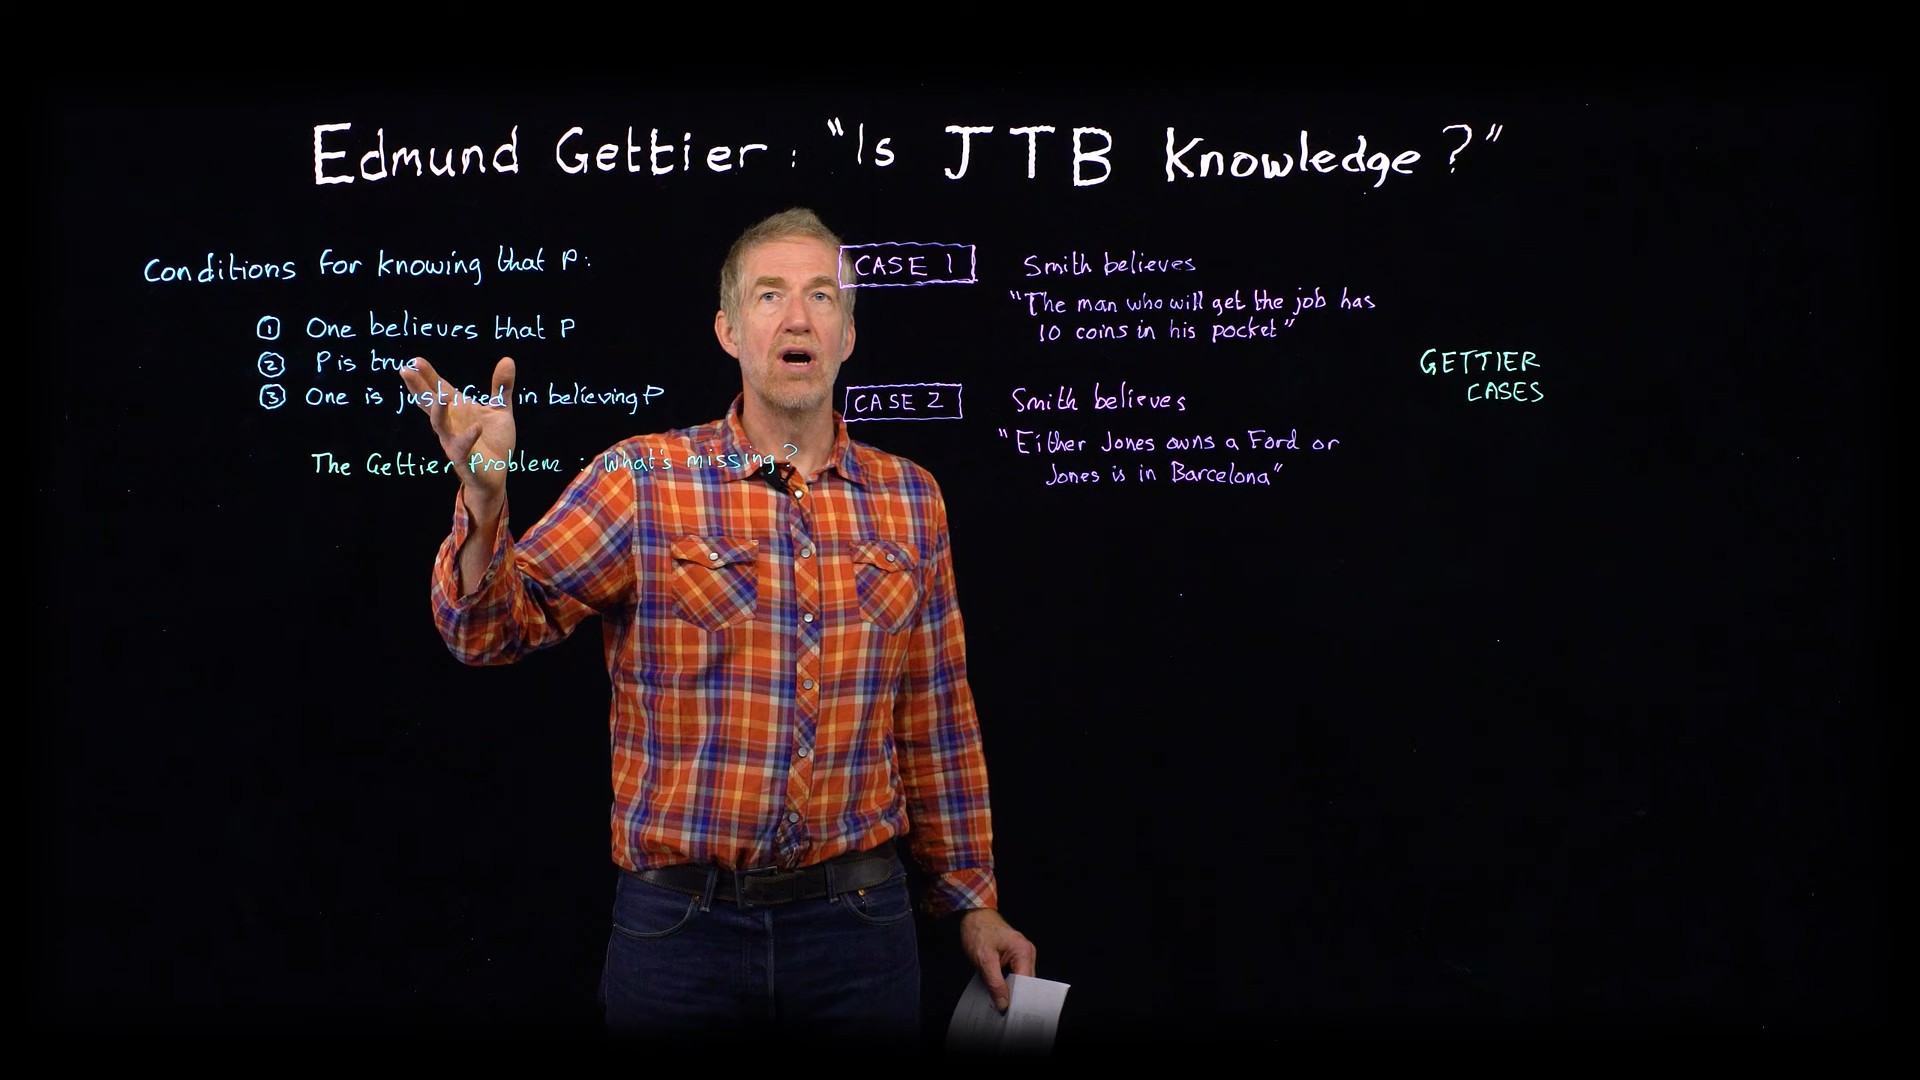 Edmund Gettier: "Is JTB Knowledge?"
Conditions for knowing that P:
① One believes that P
② P is true
③ One is justified in believing P
The Gettier Problem: What's missing?
CASE 1
Smith believes
"The man who will get the job has
10 coins in his pocket"
CASE 2
Smith believes
"Either Jones owns a Ford or
Jones is in Barcelona"
GETTIER
CASES